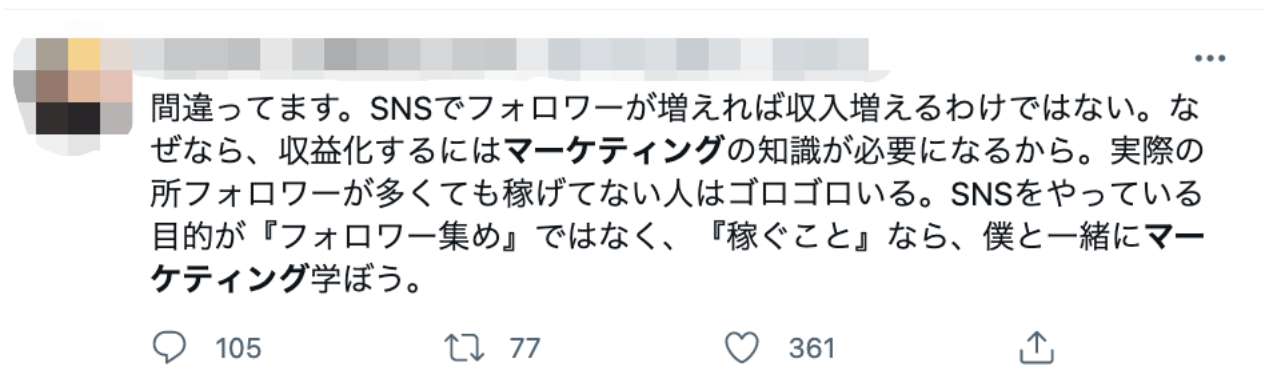 間違ってます。SNSでフォロワーが増えれば収入増えるわけではない。な
ぜなら、収益化するにはマーケティングの知識が必要になるから。実際の
所フォロワーが多くても稼げてない人はゴロゴロいる。SNSをやっている
目的が『フォロワー集め』ではなく、『稼ぐこと』なら、僕と一緒にマー
ケティング学ぼう。
105 77 361